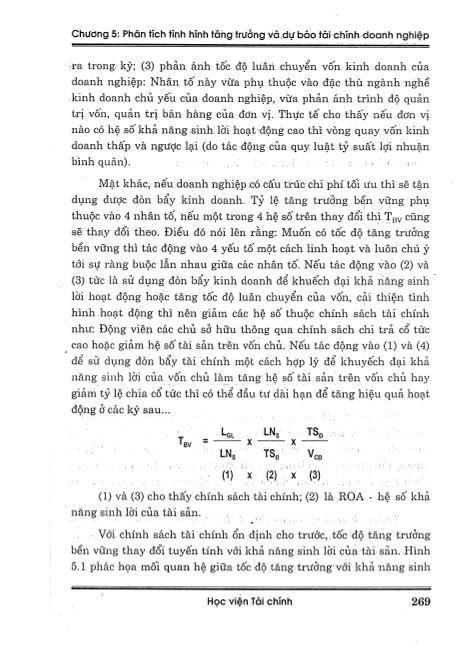 Chương 5: Phân tích tình hình tăng trưởng và dự báo tài chính doanh nghiệp
ra trong kỳ; (3) phản ánh tốc độ luân chuyển vốn kinh doanh của
doanh nghiệp: Nhân tố này vừa phụ thuộc vào đặc thù ngành nghề
kinh doanh chủ yếu của doanh nghiệp, vừa phản ánh trình độ quản
trị vốn, quản trị bán hàng của đơn vị. Thực tế cho thấy nếu đơn vị
nào có hệ số khả năng sinh lời hoạt động cao thì vòng quay vốn kinh
doanh thấp và ngược lại (do tác động của quy luật tỷ suất lợi nhuận
bình quân).
Mặt khác, nếu doanh nghiệp có cấu trúc chi phí tối ưu thì sẽ tận
dụng được đòn bẩy kinh doanh. Tỷ lệ tăng trưởng bền vững phụ
thuộc vào 4 nhân tố, nếu một trong 4 hệ số trên thay đổi thì T_BV cũng
sẽ thay đổi theo. Điều đó nói lên rằng: Muốn có tốc độ tăng trưởng
bền vững thì tác động vào 4 yếu tố một cách linh hoạt và luôn chú ý
tới sự ràng buộc lẫn nhau giữa các nhân tố. Nếu tác động vào (2) và
(3) tức là sử dụng đòn bẩy kinh doanh để khuếch đại khả năng sinh
lời hoạt động hoặc tăng tốc độ luân chuyển của vốn, cải thiện tình
hình hoạt động thì nên giảm các hệ số thuộc chính sách tài chính
như: Động viên các chủ sở hữu thông qua chính sách chi trả cổ tức
cao hoặc giảm hệ số tài sản trên vốn chủ. Nếu tác động vào (1) và (4)
để sử dụng đòn bẩy tài chính một cách hợp lý để khuyếch đại khả
năng sinh lời của vốn chủ làm tăng hệ số tài sản trên vốn chủ hay
giảm tỷ lệ chia cổ tức thì có thể đầu tư dài hạn để tăng hiệu quả hoạt
động ở các kỳ sau...
T_BV = L_GL/LN_S x LN_S/TS_Đ x TS_Đ/V_CĐ
(1) x (2) x (3)
(1) và (3) cho thấy chính sách tài chính; (2) là ROA - hệ số khả
năng sinh lời của tài sản.
Với chính sách tài chính ổn định cho trước, tốc độ tăng trưởng
bền vững thay đổi tuyến tính với khả năng sinh lời của tài sản. Hình
5.1 phác họa mối quan hệ giữa tốc độ tăng trưởng với khả năng sinh
Học viện Tài chính 269